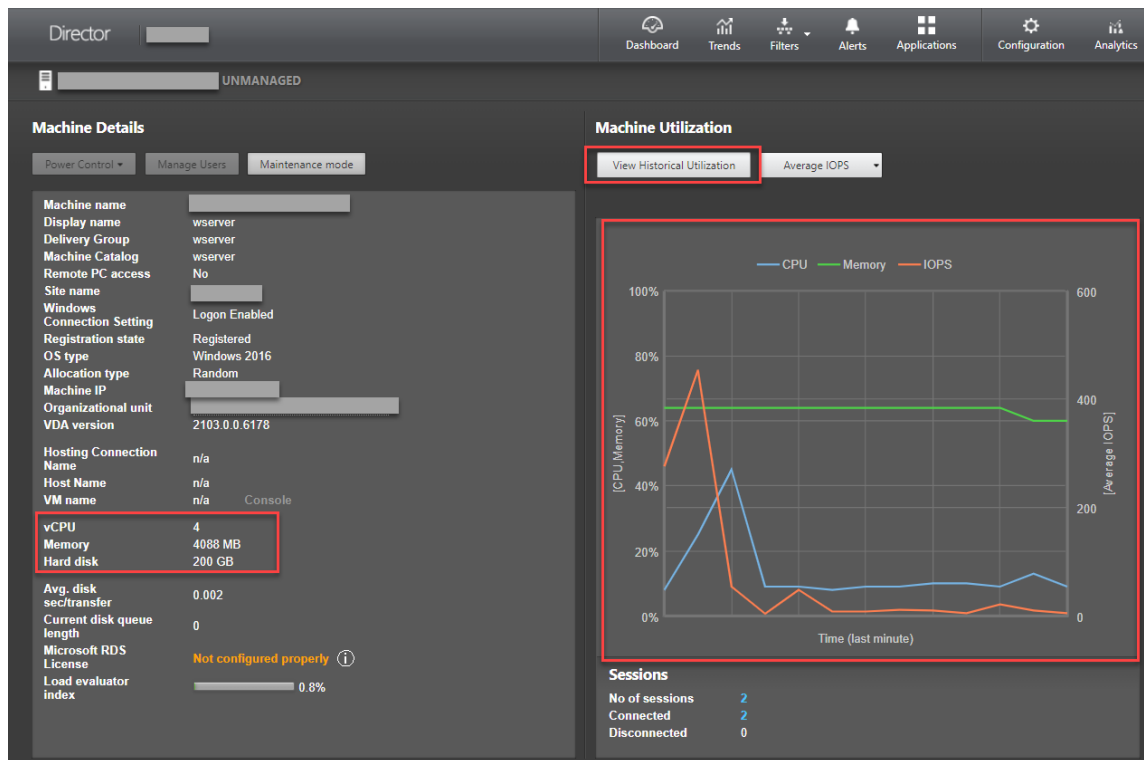 Director
Dashboard
Trends
Filters
Alerts
Applications
Configuration
Analytics
UNMANAGED
Machine Details
Power Control
Manage Users
Maintenance mode
Machine name
Display name wserver
Delivery Group wserver
Machine Catalog wserver
Remote PC access No
Site name
Windows
Connection Setting Logon Enabled
Registration state Registered
OS type Windows 2016
Allocation type Random
Machine IP
Organizational unit
VDA version 2103.0.0.6178
Hosting Connection
Name n/a
Host Name n/a
VM name n/a Console
vCPU 4
Memory 4088 MB
Hard disk 200 GB
Avg. disk
sec/transfer 0.002
Current disk queue
length 0
Microsoft RDS
License Not configured properly i
Load evaluator
index 0.8%
Machine Utilization
View Historical Utilization
Average IOPS
CPU Memory IOPS
100% 600
80%
400
60%
40%
200
20%
0% 0
[CPU,Memory]
[Average IOPS]
Time (last minute)
Sessions
No of sessions 2
Connected 2
Disconnected 0